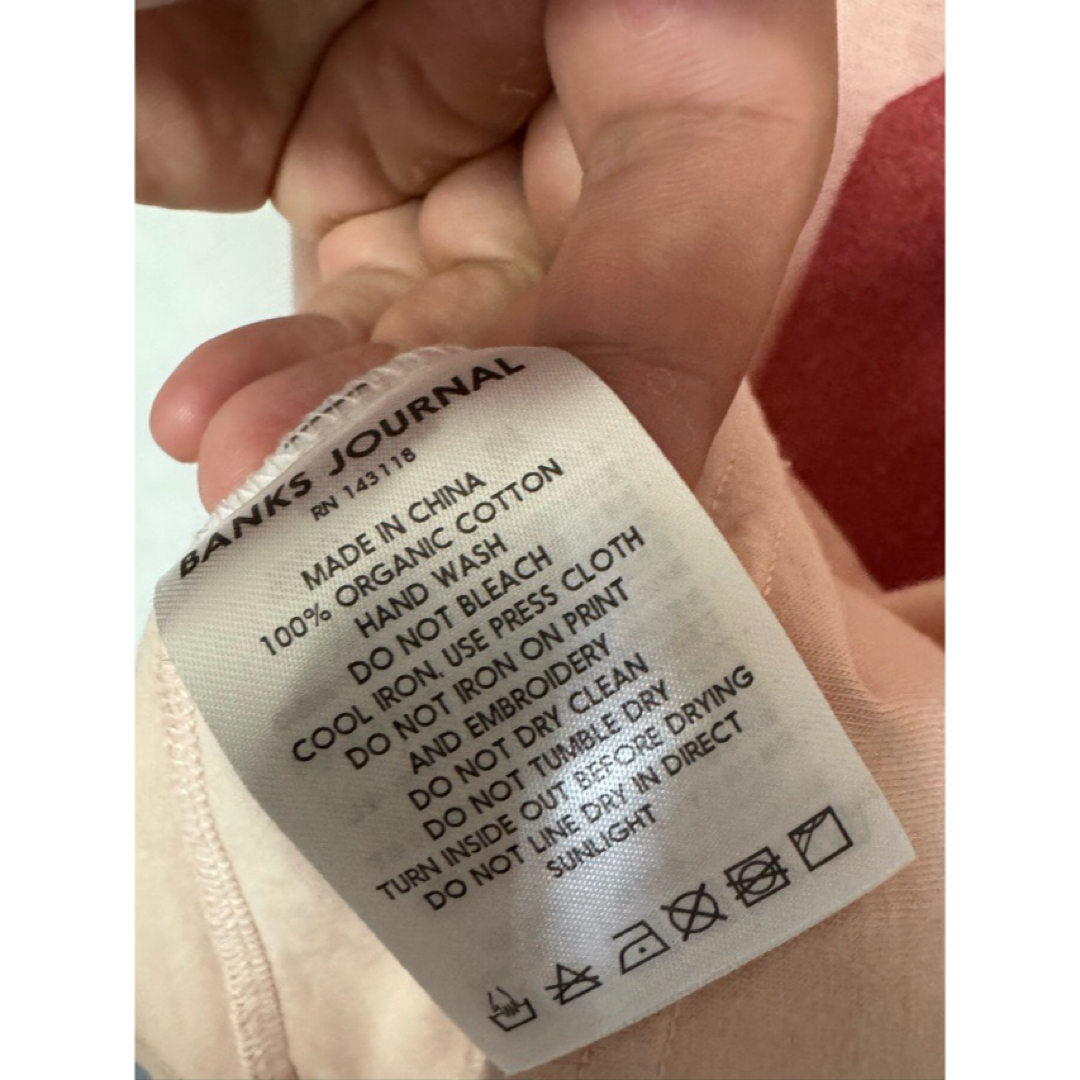 BANKS JOURNAL
RN 143118
MADE IN CHINA
100% ORGANIC COTTON
HAND WASH
DO NOT BLEACH
COOL IRON, USE PRESS CLOTH
DO NOT IRON ON PRINT
AND EMBROIDERY
DO NOT DRY CLEAN
DO NOT TUMBLE DRY
TURN INSIDE OUT BEFORE DRYING
DO NOT LINE DRY IN DIRECT
SUNLIGHT